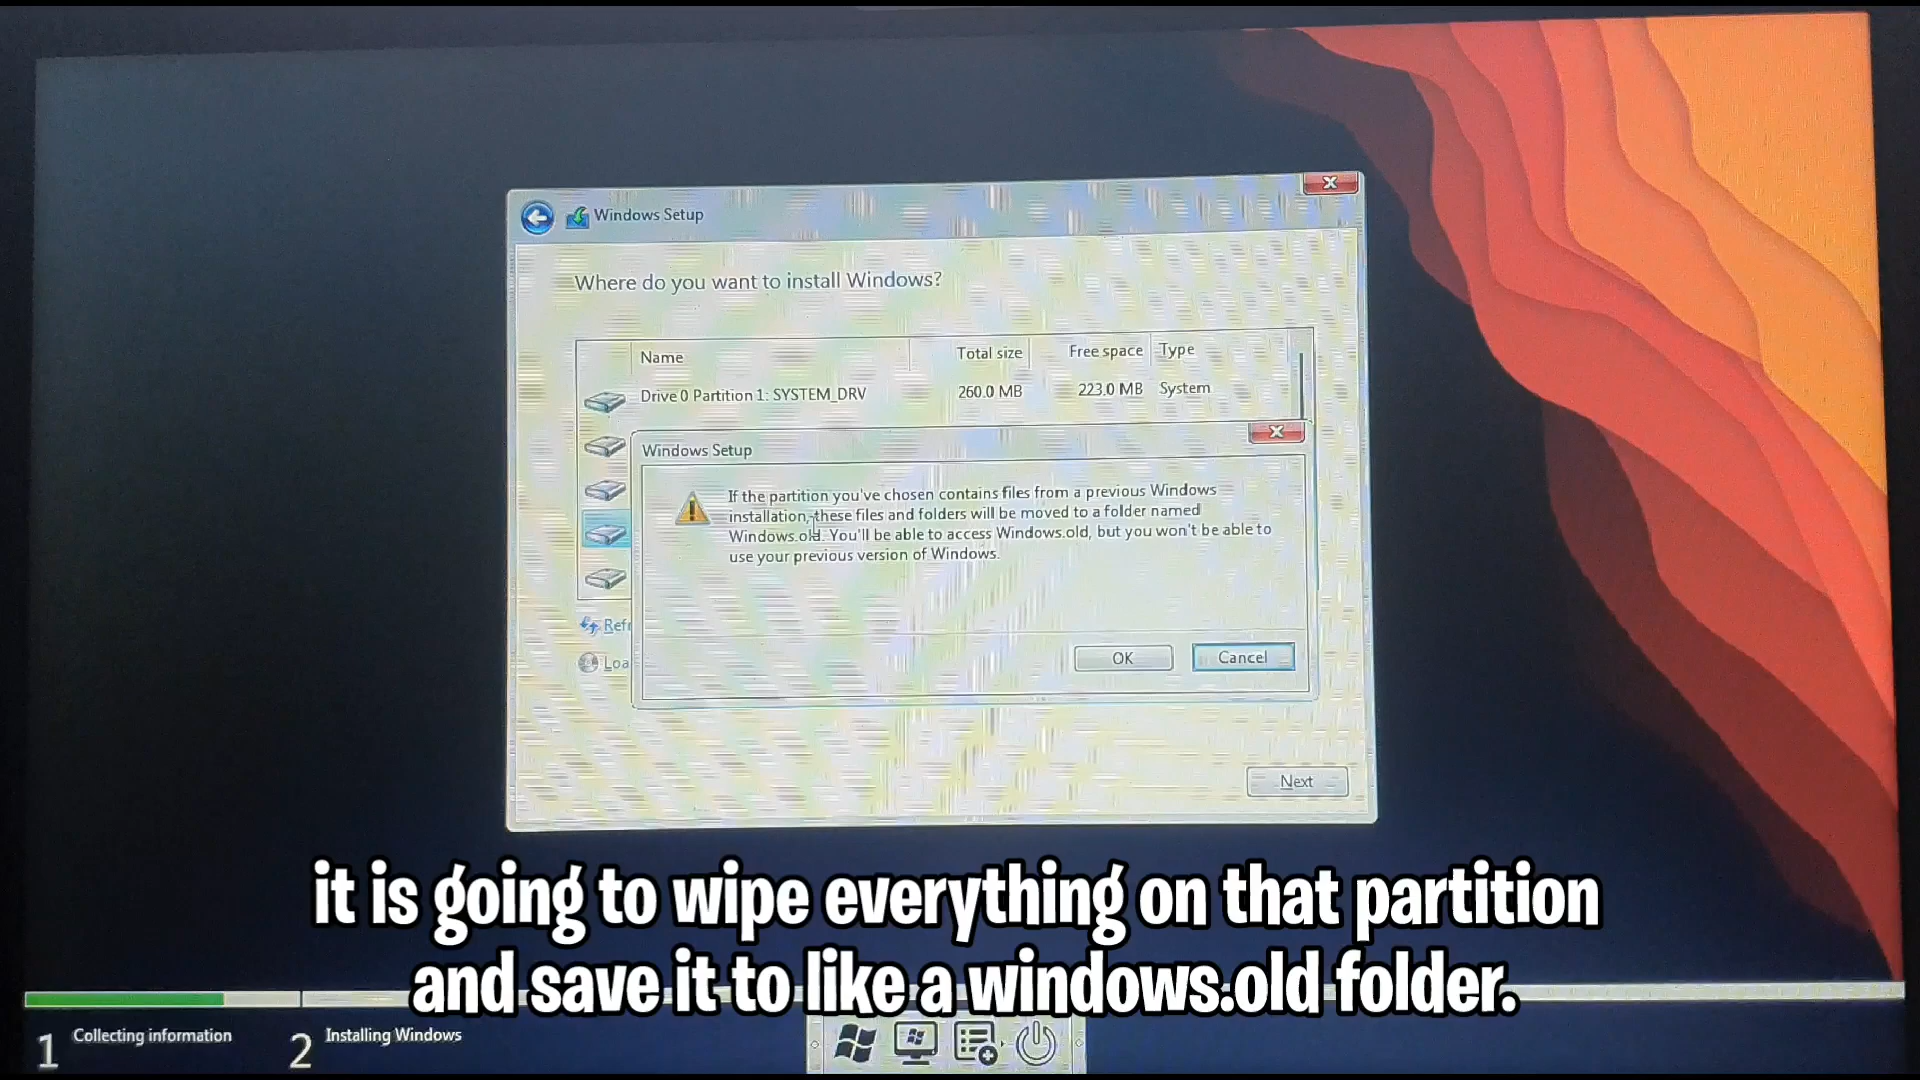 Windows Setup
Where do you want to install Windows?
Name Total size Free space Type
Drive 0 Partition 1: SYSTEM_DRV 260.0 MB 223.0 MB System
Windows Setup
If the partition you've chosen contains files from a previous Windows
installation, these files and folders will be moved to a folder named
Windows.old. You'll be able to access Windows.old, but you won't be able to
use your previous version of Windows.
Refr
Loa
OK Cancel
Next
it is going to wipe everything on that partition
and save it to like a windows.old folder.
1 Collecting information 2 Installing Windows